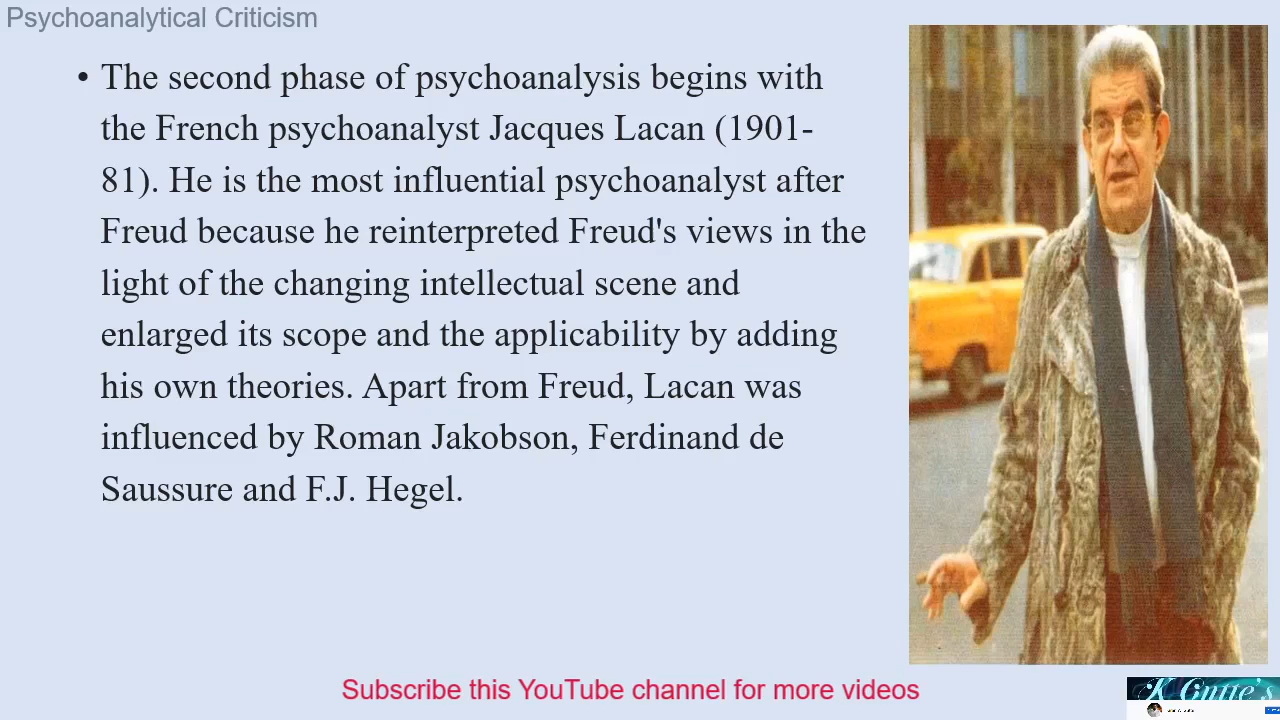 Psychoanalytical Criticism
• The second phase of psychoanalysis begins with
the French psychoanalyst Jacques Lacan (1901-
81). He is the most influential psychoanalyst after
Freud because he reinterpreted Freud's views in the
light of the changing intellectual scene and
enlarged its scope and the applicability by adding
his own theories. Apart from Freud, Lacan was
influenced by Roman Jakobson, Ferdinand de
Saussure and F.J. Hegel.
Subscribe this YouTube channel for more videos
K Gutte's